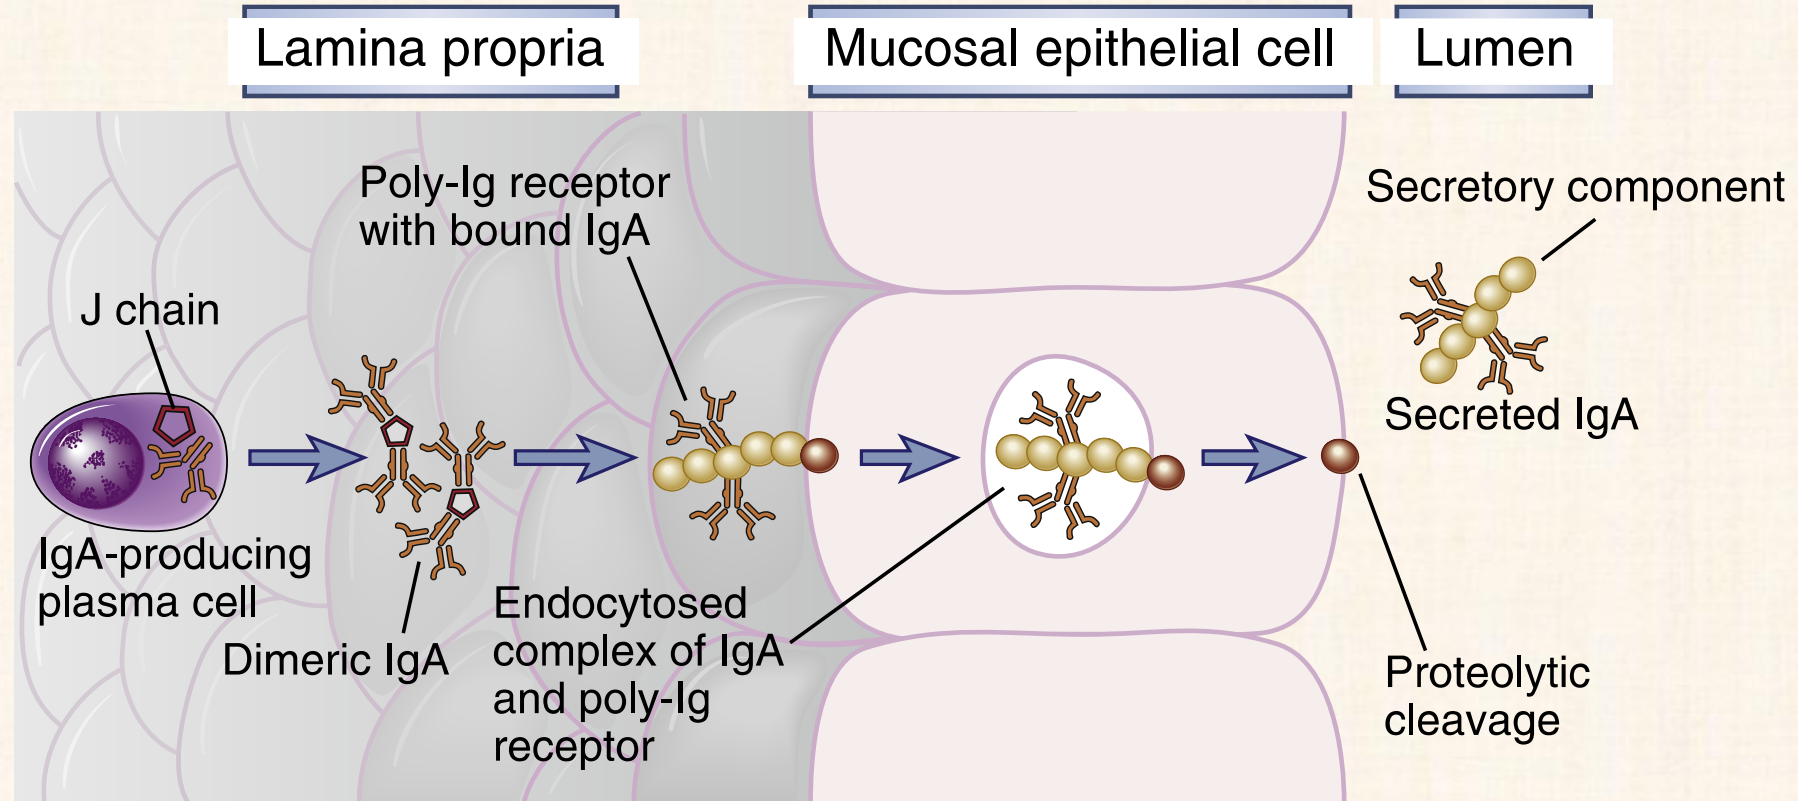 Lamina propria
Mucosal epithelial cell
Lumen
Poly-Ig receptor
with bound IgA
Secretory component
J chain
Secreted IgA
IgA-producing
plasma cell
Dimeric IgA
Endocytosed
complex of IgA
and poly-Ig
receptor
Proteolytic
cleavage